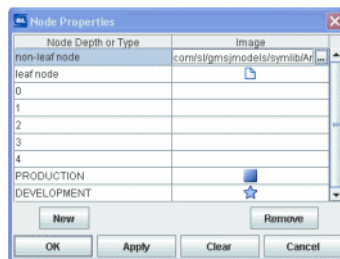 Node Properties
Node Depth or Type Image
non-leaf node com/sl/gmsjmodels/symlib/Ar ...
leaf node
0
1
2
3
4
PRODUCTION
DEVELOPMENT
New Remove
OK Apply Clear Cancel